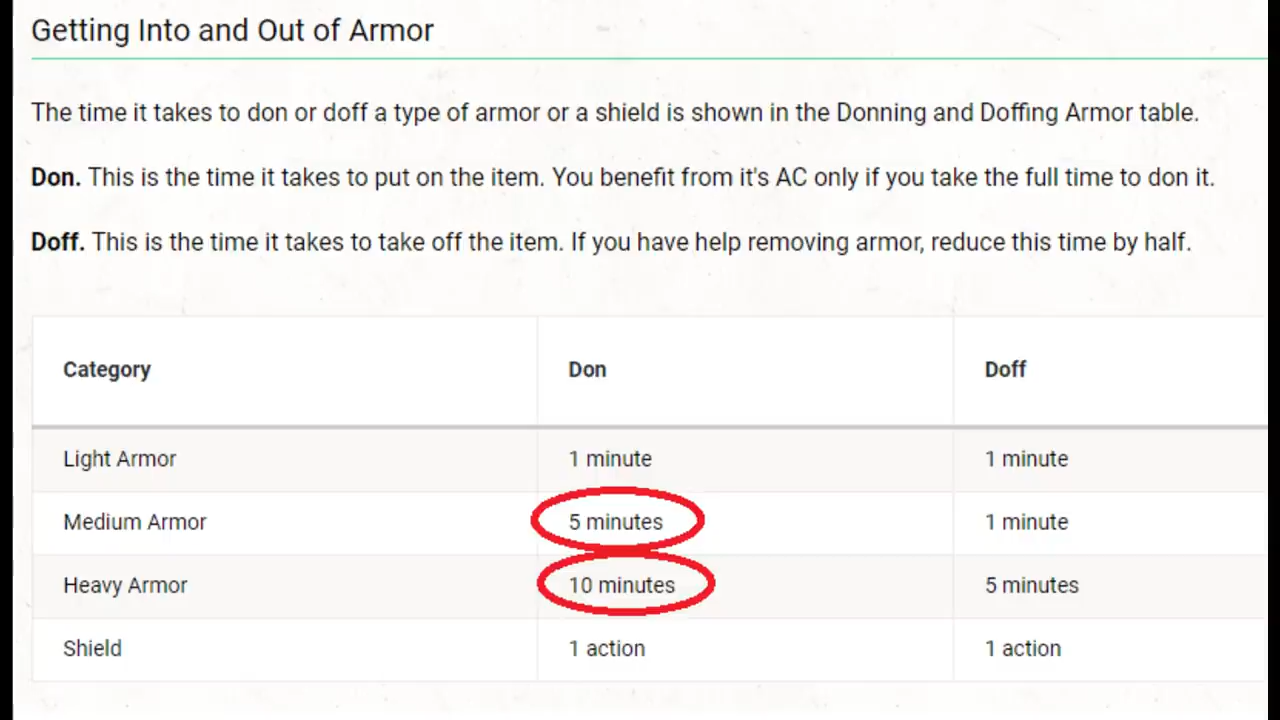 Getting Into and Out of Armor
The time it takes to don or doff a type of armor or a shield is shown in the Donning and Doffing Armor table.
Don. This is the time it takes to put on the item. You benefit from it's AC only if you take the full time to don it.
Doff. This is the time it takes to take off the item. If you have help removing armor, reduce this time by half.
Category Don Doff
Light Armor 1 minute 1 minute
Medium Armor 5 minutes 1 minute
Heavy Armor 10 minutes 5 minutes
Shield 1 action 1 action